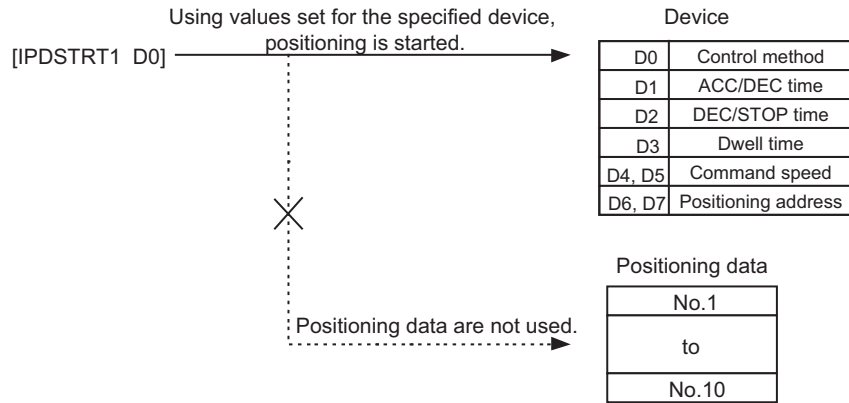 Using values set for the specified device,
positioning is started.
[IPDSTRT1 D0]
Device
D0 Control method
D1 ACC/DEC time
D2 DEC/STOP time
D3 Dwell time
D4, D5 Command speed
D6, D7 Positioning address
Positioning data are not used.
Positioning data
No.1
to
No.10